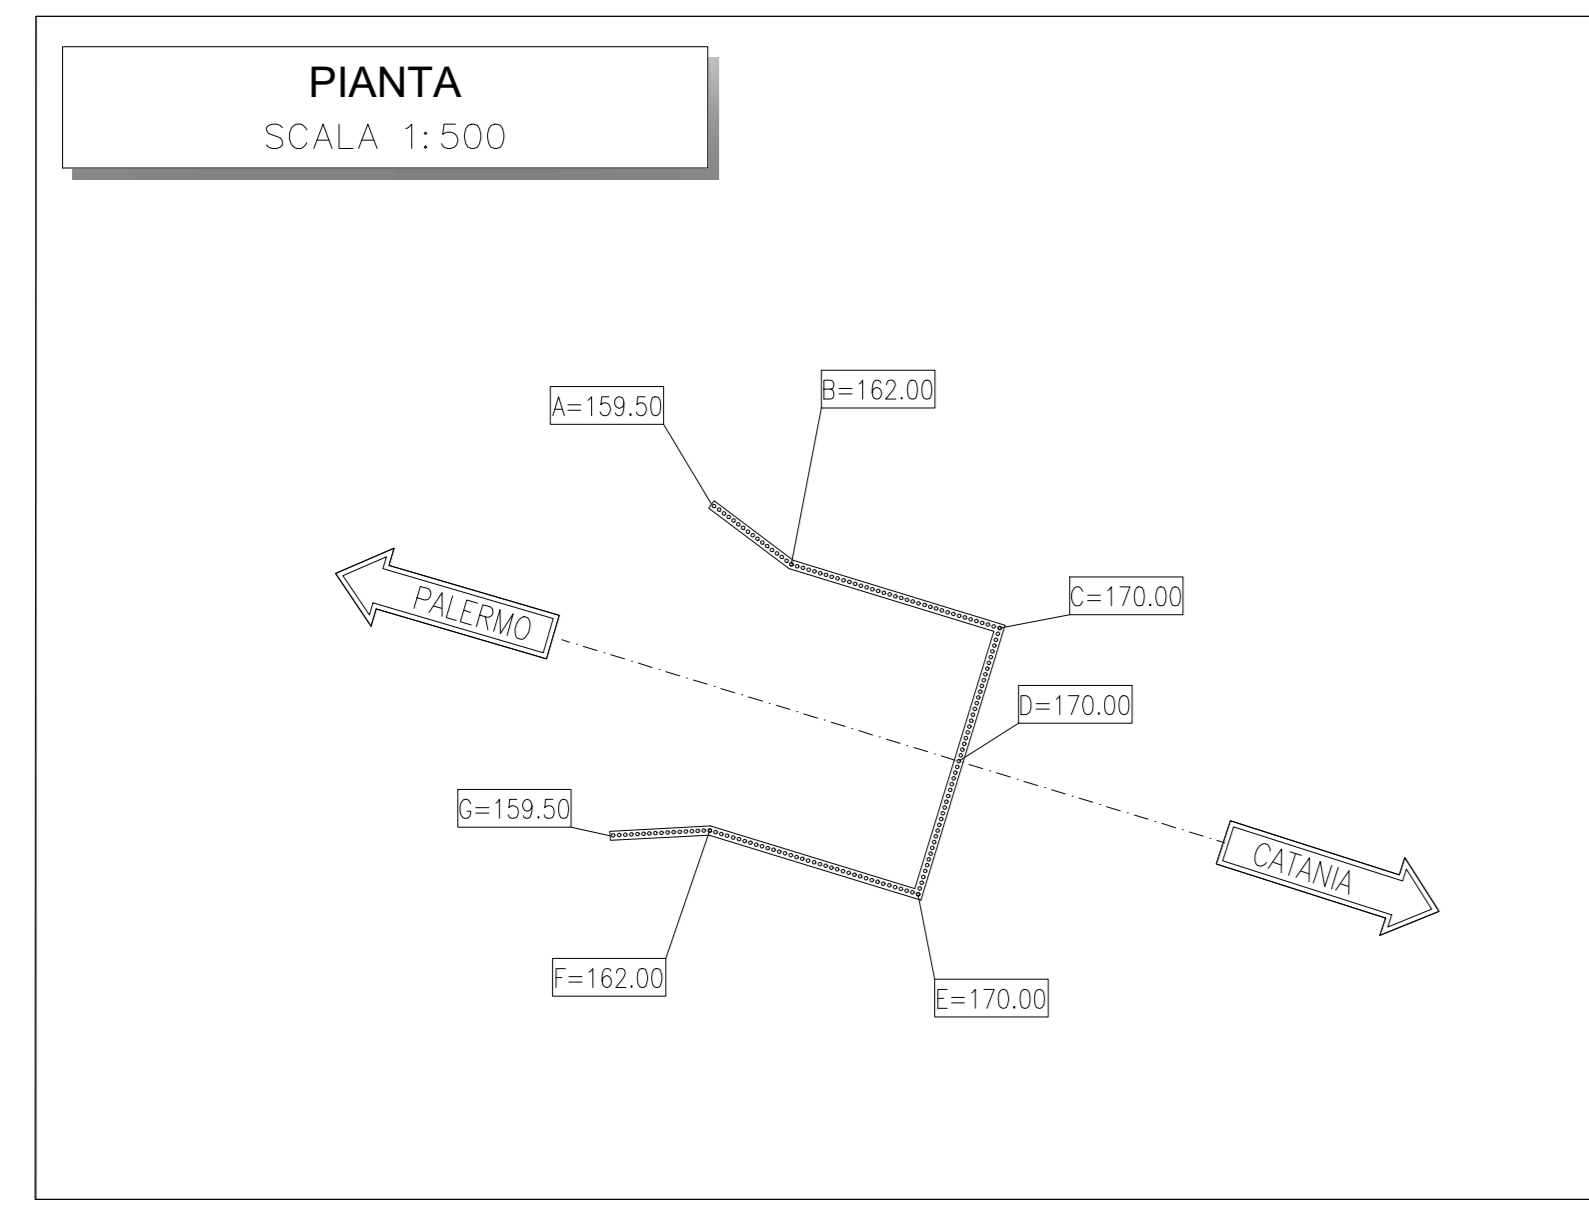 PIANTA
SCALA 1:500
A=159.50
B=162.00
PALERMO
C=170.00
D=170.00
G=159.50
CATANIA
F=162.00
E=170.00